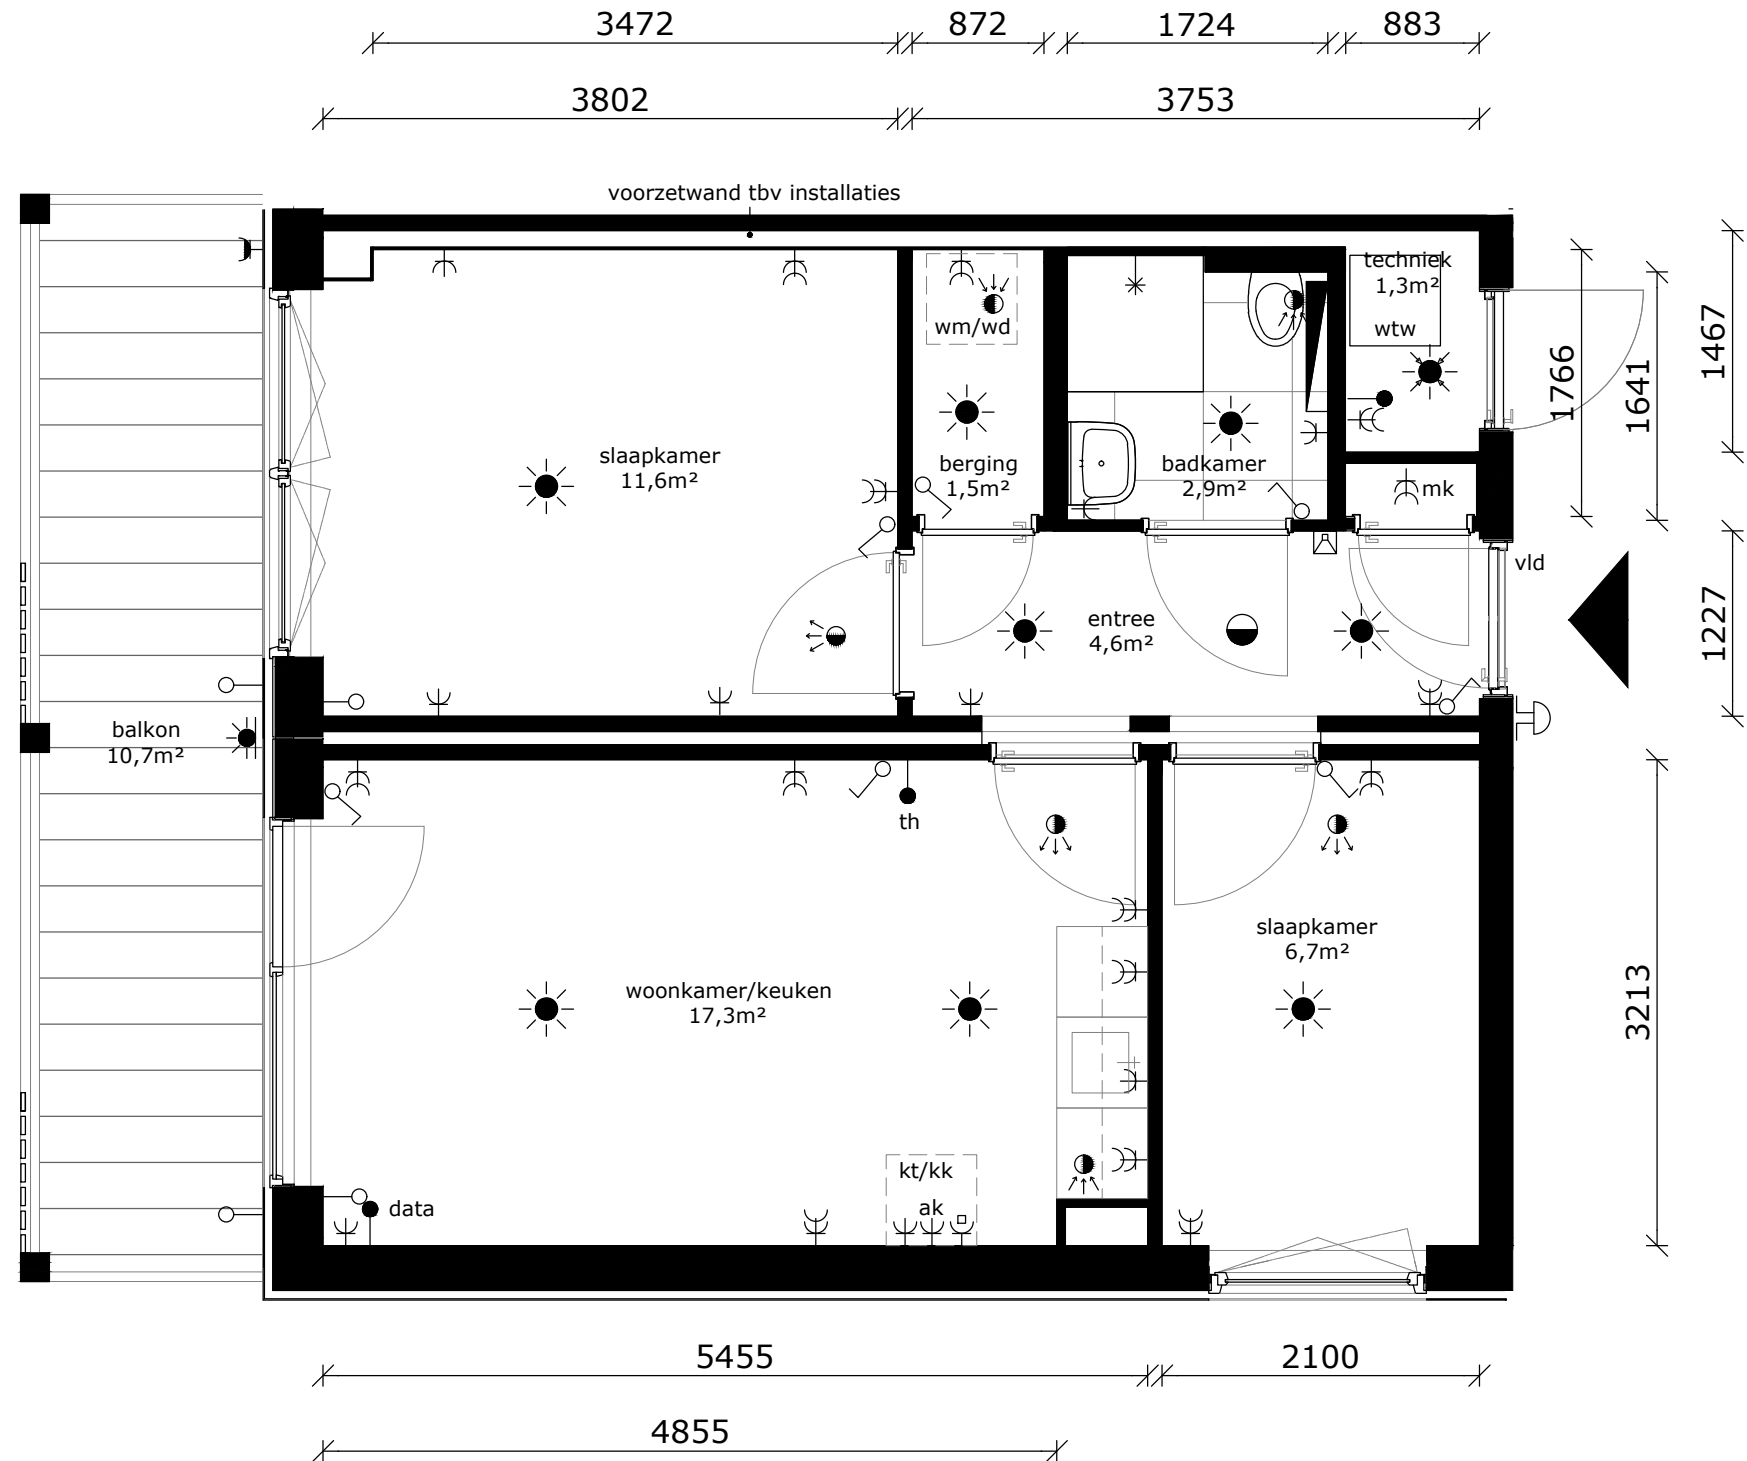 3472
872
1724
883
3802
3753
voorzetwand tbv installaties
techniek
1,3m²
wtw
wm/wd
1766
1641
1467
slaapkamer
11,6m²
berging
1,5m²
badkamer
2,9m²
mk
vld
entree
4,6m²
1227
balkon
10,7m²
th
slaapkamer
6,7m²
woonkamer/keuken
17,3m²
3213
kt/kk
ak
data
5455
2100
4855